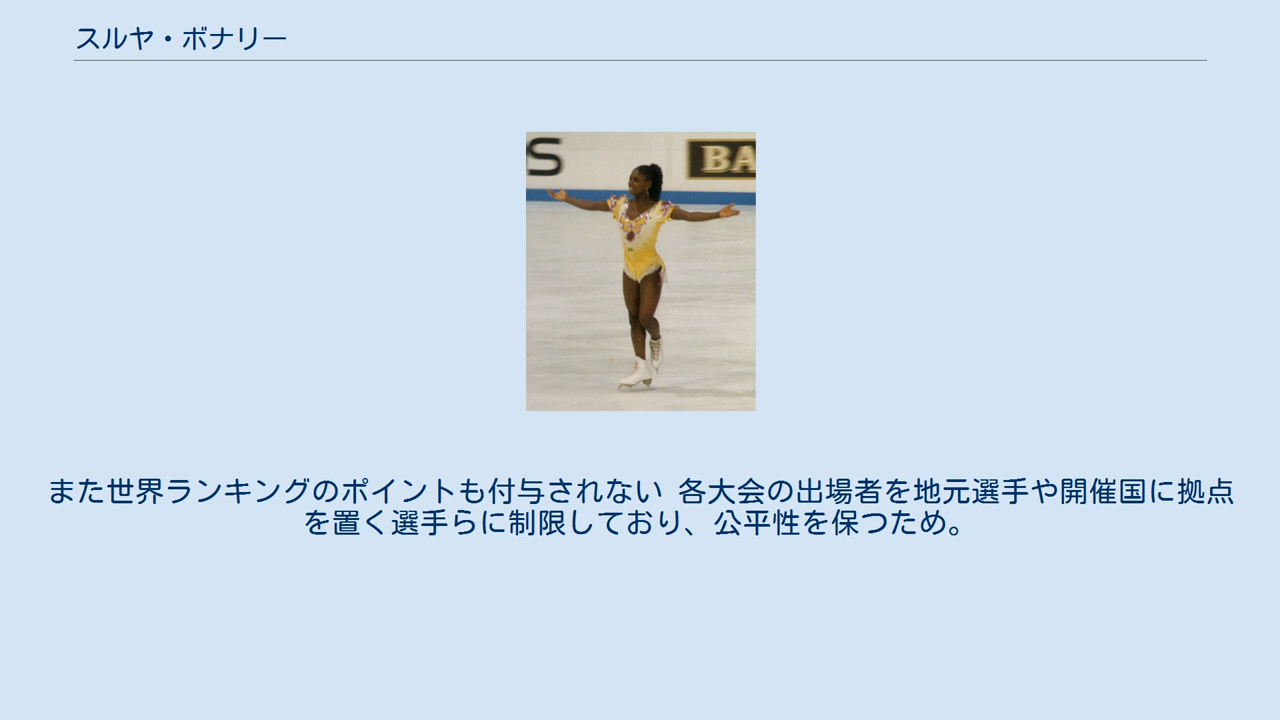 スルヤ・ボナリー
S
BA
また世界ランキングのポイントも付与されない 各大会の出場者を地元選手や開催国に拠点
を置く選手らに制限しており、公平性を保つため。